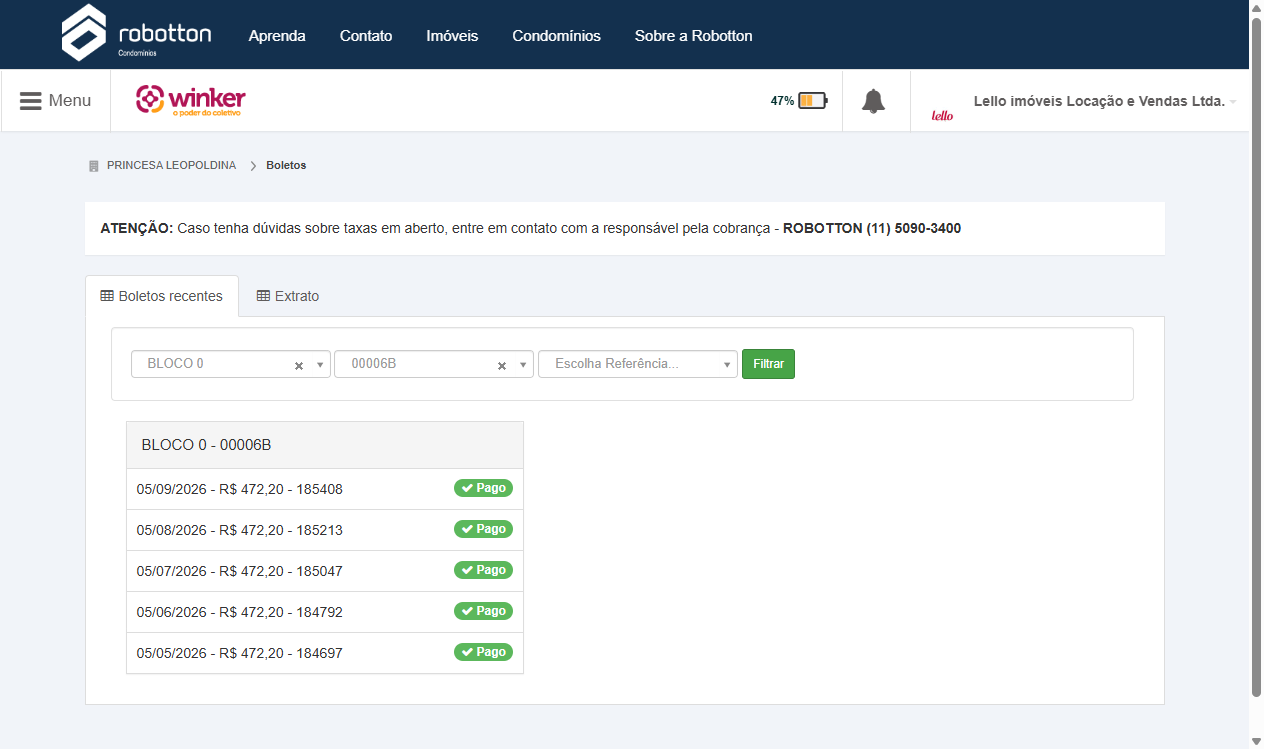 robotton
Condomínios
Aprenda
Contato
Imóveis
Condomínios
Sobre a Robotton
Menu
winker
o poder do coletivo
47%
lello
Lello imóveis Locação e Vendas Ltda.
PRINCESA LEOPOLDINA
Boletos
ATENÇÃO: Caso tenha dúvidas sobre taxas em aberto, entre em contato com a responsável pela cobrança - ROBOTTON (11) 5090-3400
Boletos recentes
Extrato
BLOCO 0
00006B
Escolha Referência...
Filtrar
BLOCO 0 - 00006B
05/09/2026 - R$ 472,20 - 185408 Pago
05/08/2026 - R$ 472,20 - 185213 Pago
05/07/2026 - R$ 472,20 - 185047 Pago
05/06/2026 - R$ 472,20 - 184792 Pago
05/05/2026 - R$ 472,20 - 184697 Pago